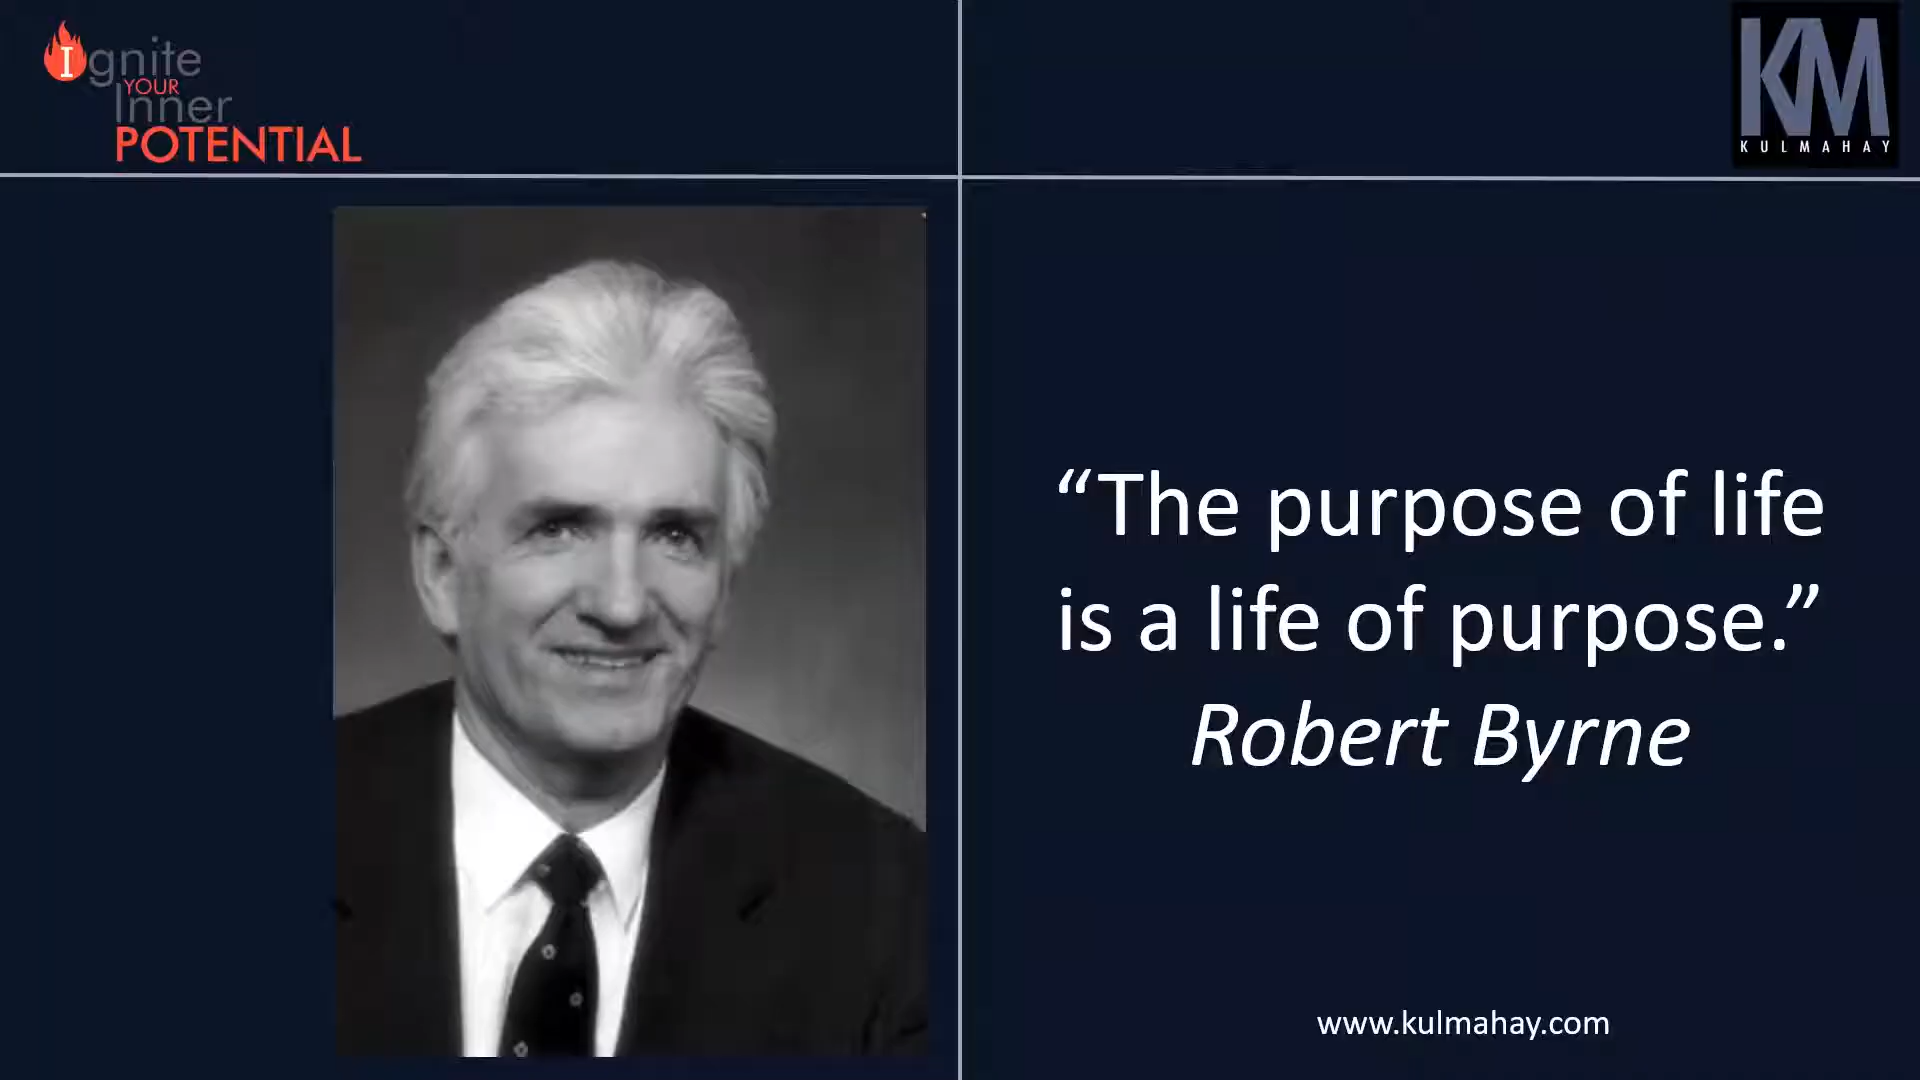 Ignite
YOUR
Inner
POTENTIAL
KM
KULMAHAY
“The purpose of life
is a life of purpose.”
Robert Byrne
www.kulmahay.com